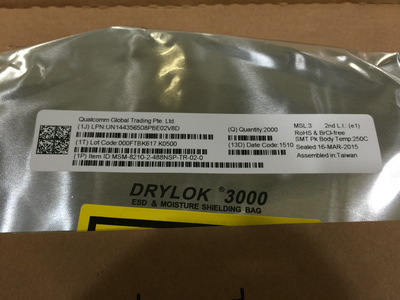 Qualcomm Global Trading Pte. Ltd
(1J) LPN:UN144356508PBE02V8D
(Q) Quantity:2000
MSL:3 2nd L.I.: (e1)
RoHS & BrCl-free
(1T) Lot Code:000FTBK617.K0500
(13D) Date Code:1510
SMT Pk Body Temp:250C
Sealed 16-MAR-2015
(1P) Item ID:MSM-8210-2-488NSP-TR-02-0
Assembled in:Taiwan
DRYLOK ® 3000
ESD & MOISTURE SHIELDING BAG